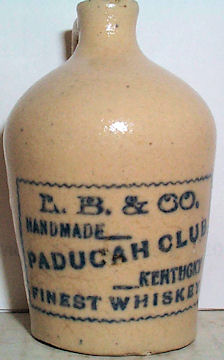 L. B. & CO.
HANDMADE
PADUCAH CLUB
KENTUCKY
FINEST WHISKEY